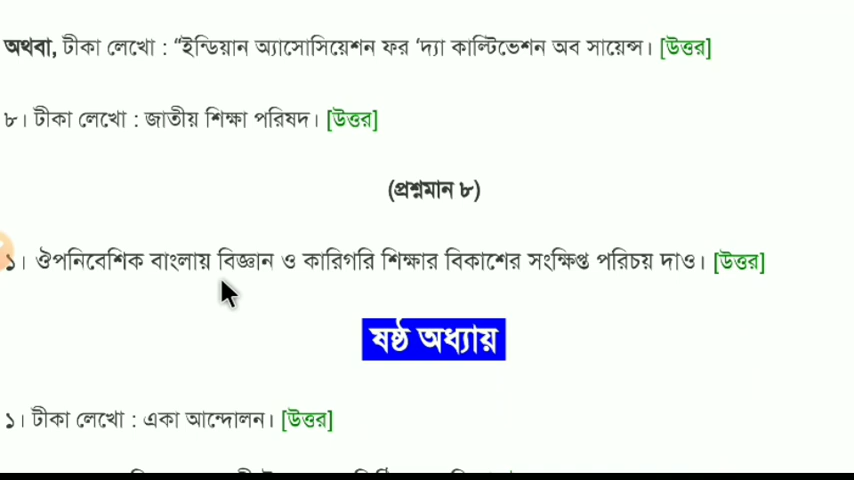 অথবা, টীকা লেখো : “ইন্ডিয়ান অ্যাসোসিয়েশন ফর ‘দ্যা কাল্টিভেশন অব সায়েন্স। [উত্তর]
৮। টীকা লেখো : জাতীয় শিক্ষা পরিষদ। [উত্তর]
(প্রশ্নমান ৮)
১। ঔপনিবেশিক বাংলায় বিজ্ঞান ও কারিগরি শিক্ষার বিকাশের সংক্ষিপ্ত পরিচয় দাও। [উত্তর]
ষষ্ঠ অধ্যায়
১। টীকা লেখো : একা আন্দোলন। [উত্তর]